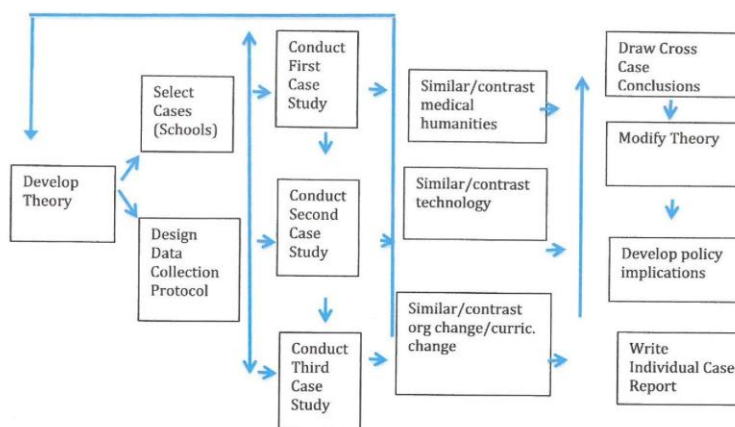 Develop
Theory
Select
Cases
(Schools)
Design
Data
Collection
Protocol
Conduct
First
Case
Study
Conduct
Second
Case
Study
Conduct
Third
Case
Study
Similar/contrast
medical
humanities
Similar/contrast
technology
Similar/contrast
org change/curric.
change
Draw Cross
Case
Conclusions
Modify Theory
Develop policy
implications
Write
Individual Case
Report